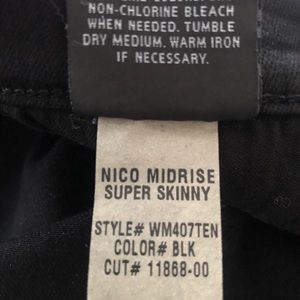 NON-CHLORINE BLEACH
WHEN NEEDED. TUMBLE
DRY MEDIUM. WARM IRON
IF NECESSARY.
NICO MIDRISE
SUPER SKINNY
STYLE# WM407TEN
COLOR# BLK
CUT# 11868-00